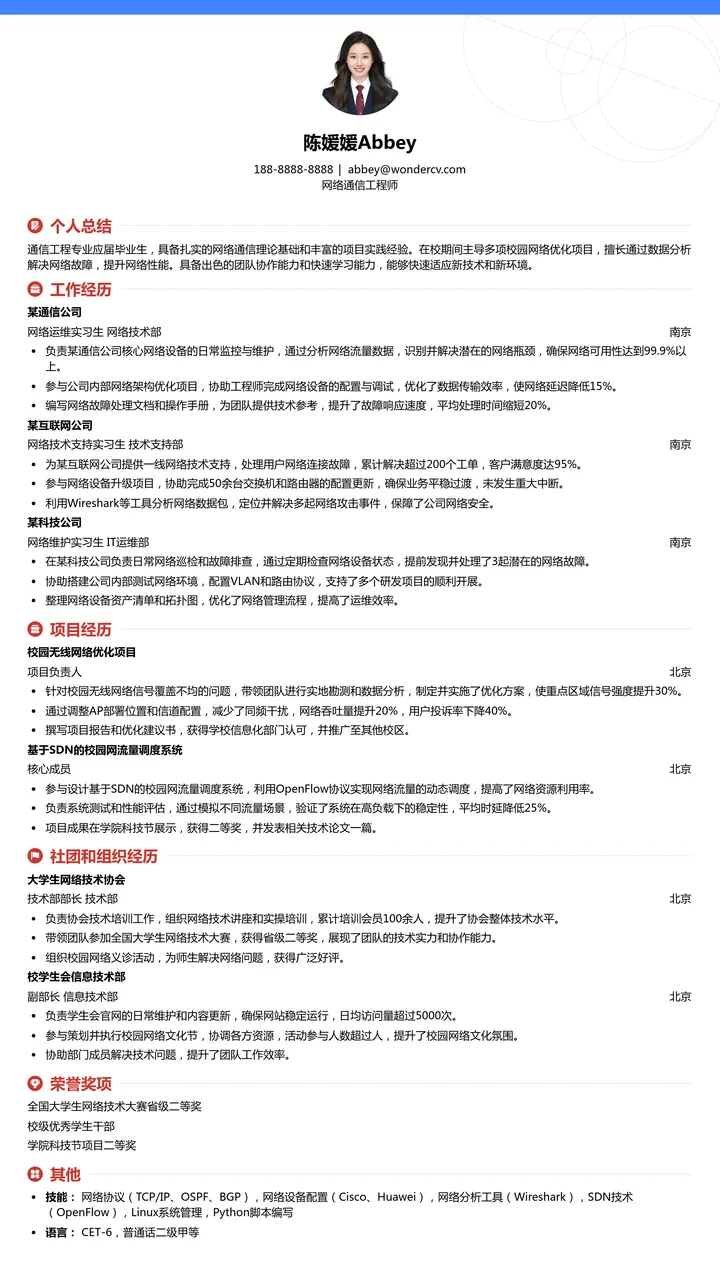 陈媛媛Abbey
188-8888-8888 | abbey@wondercv.com
网络通信工程师
个人总结
通信工程专业应届毕业生，具备扎实的网络通信理论基础和丰富的项目实践经验。在校期间主导多项校园网络优化项目，擅长通过数据分析
解决网络故障，提升网络性能。具备出色的团队协作能力和快速学习能力，能够快速适应新技术和新环境。
工作经历
某通信公司
网络运维实习生 网络技术部 南京
• 负责某通信公司核心网络设备的日常监控与维护，通过分析网络流量数据，识别并解决潜在的网络瓶颈，确保网络可用性达到99.9%以
上。
• 参与公司内部网络架构优化项目，协助工程师完成网络设备的配置与调试，优化了数据传输效率，使网络延迟降低15%。
• 编写网络故障处理文档和操作手册，为团队提供技术参考，提升了故障响应速度，平均处理时间缩短20%。
某互联网公司
网络技术支持实习生 技术支持部 南京
• 为某互联网公司提供一线网络技术支持，处理用户网络连接故障，累计解决超过200个工单，客户满意度达95%。
• 参与网络设备升级项目，协助完成50余台交换机和路由器的配置更新，确保业务平稳过渡，未发生重大中断。
• 利用Wireshark等工具分析网络数据包，定位并解决多起网络攻击事件，保障了公司网络安全。
某科技公司
网络维护实习生 IT运维部 南京
• 在某科技公司负责日常网络巡检和故障排查，通过定期检查网络设备状态，提前发现并处理了3起潜在的网络故障。
• 协助搭建公司内部测试网络环境，配置VLAN和路由协议，支持了多个研发项目的顺利开展。
• 整理网络设备资产清单和拓扑图，优化了网络管理流程，提高了运维效率。
项目经历
校园无线网络优化项目
项目负责人 北京
• 针对校园无线网络信号覆盖不均的问题，带领团队进行实地勘测和数据分析，制定并实施了优化方案，使重点区域信号强度提升30%。
• 通过调整AP部署位置和信道配置，减少了同频干扰，网络吞吐量提升20%，用户投诉率下降40%。
• 撰写项目报告和优化建议书，获得学校信息化部门认可，并推广至其他校区。
基于SDN的校园网流量调度系统
核心成员 北京
• 参与设计基于SDN的校园网流量调度系统，利用OpenFlow协议实现网络流量的动态调度，提高了网络资源利用率。
• 负责系统测试和性能评估，通过模拟不同流量场景，验证了系统在高负载下的稳定性，平均时延降低25%。
• 项目成果在学院科技节展示，获得二等奖，并发表相关技术论文一篇。
社团和组织经历
大学生网络技术协会
技术部部长 技术部 北京
• 负责协会技术培训工作，组织网络技术讲座和实操培训，累计培训会员100余人，提升了协会整体技术水平。
• 带领团队参加全国大学生网络技术大赛，获得省级二等奖，展现了团队的技术实力和协作能力。
• 组织校园网络义诊活动，为师生解决网络问题，获得广泛好评。
校学生会信息技术部
副部长 信息技术部 北京
• 负责学生会官网的日常维护和内容更新，确保网站稳定运行，日均访问量超过5000次。
• 参与策划并执行校园网络文化节，协调各方资源，活动参与人数超过人，提升了校园网络文化氛围。
• 协助部门成员解决技术问题，提升了团队工作效率。
荣誉奖项
全国大学生网络技术大赛省级二等奖
校级优秀学生干部
学院科技节项目二等奖
其他
• 技能： 网络协议（TCP/IP、OSPF、BGP），网络设备配置（Cisco、Huawei），网络分析工具（Wireshark），SDN技术
（OpenFlow），Linux系统管理，Python脚本编写
• 语言： CET-6，普通话二级甲等